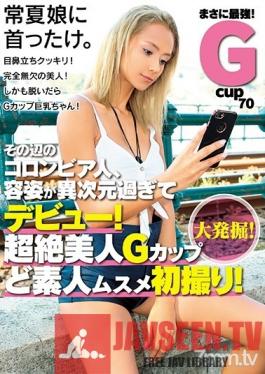 常夏娘に
首ったけ。
目鼻立ちクッキリ！
完全無欠の美人！
しかも脱いだら
Gカップ巨乳ちゃん！
まさに最強！
G
cup
70
その辺の
コロンビア人、
容姿が異次元過ぎて
デビュー！
大発掘！
超絶美人Gカップ
ど素人ムスメ初撮り！
JAVSEEN.TV
FREE JAV LIBRARY